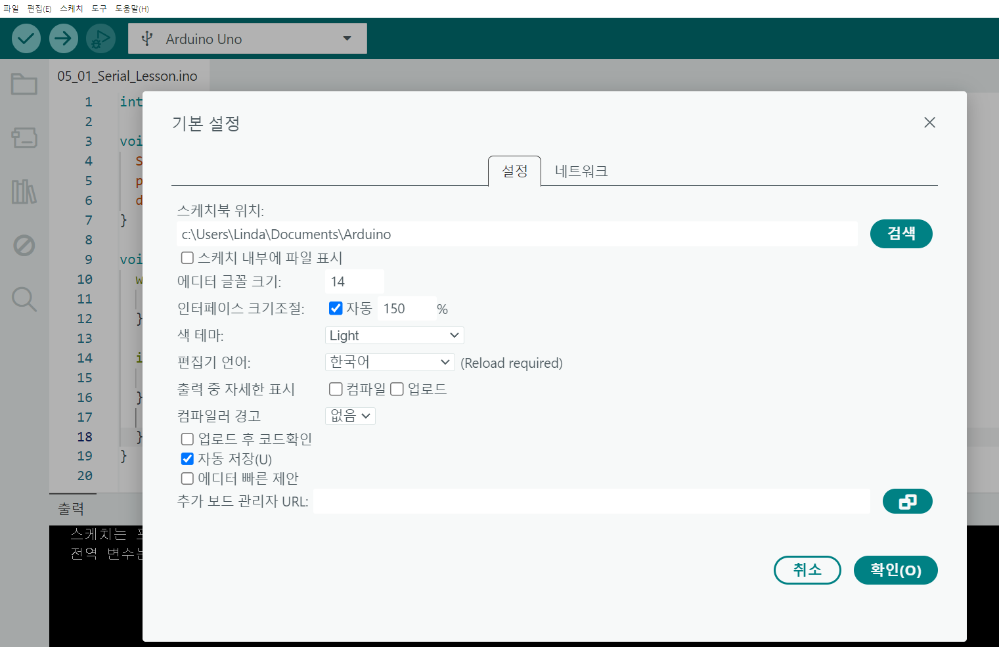 파일 편집(E) 스케치 도구 도움말(H)
Arduino Uno
05_01_Serial_Lesson.ino
1 int
2
3 voi
4 S
5 p
6 d
7 }
8
9 voi
10 w
11
12 }
13
14 i
15
16 }
17
18 }
19 }
20
출력
스케치는
전역 변수는
기본 설정
설정 네트워크
스케치북 위치:
c:\Users\Linda\Documents\Arduino 검색
스케치 내부에 파일 표시
에디터 글꼴 크기: 14
인터페이스 크기조절: 자동 150 %
색 테마: Light
편집기 언어: 한국어 (Reload required)
출력 중 자세한 표시 컴파일 업로드
컴파일러 경고 없음
업로드 후 코드확인
자동 저장(U)
에디터 빠른 제안
추가 보드 관리자 URL:
취소 확인(O)